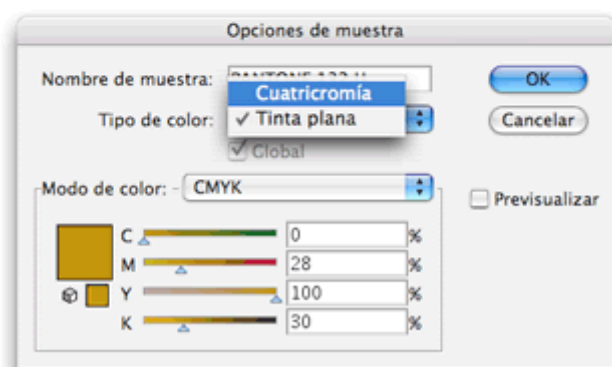 Opciones de muestra
Nombre de muestra:
Cuatricromía
Tipo de color: ✓ Tinta plana
Global
Modo de color: CMYK
C 0 %
M 28 %
Y 100 %
K 30 %
OK
Cancelar
Previsualizar